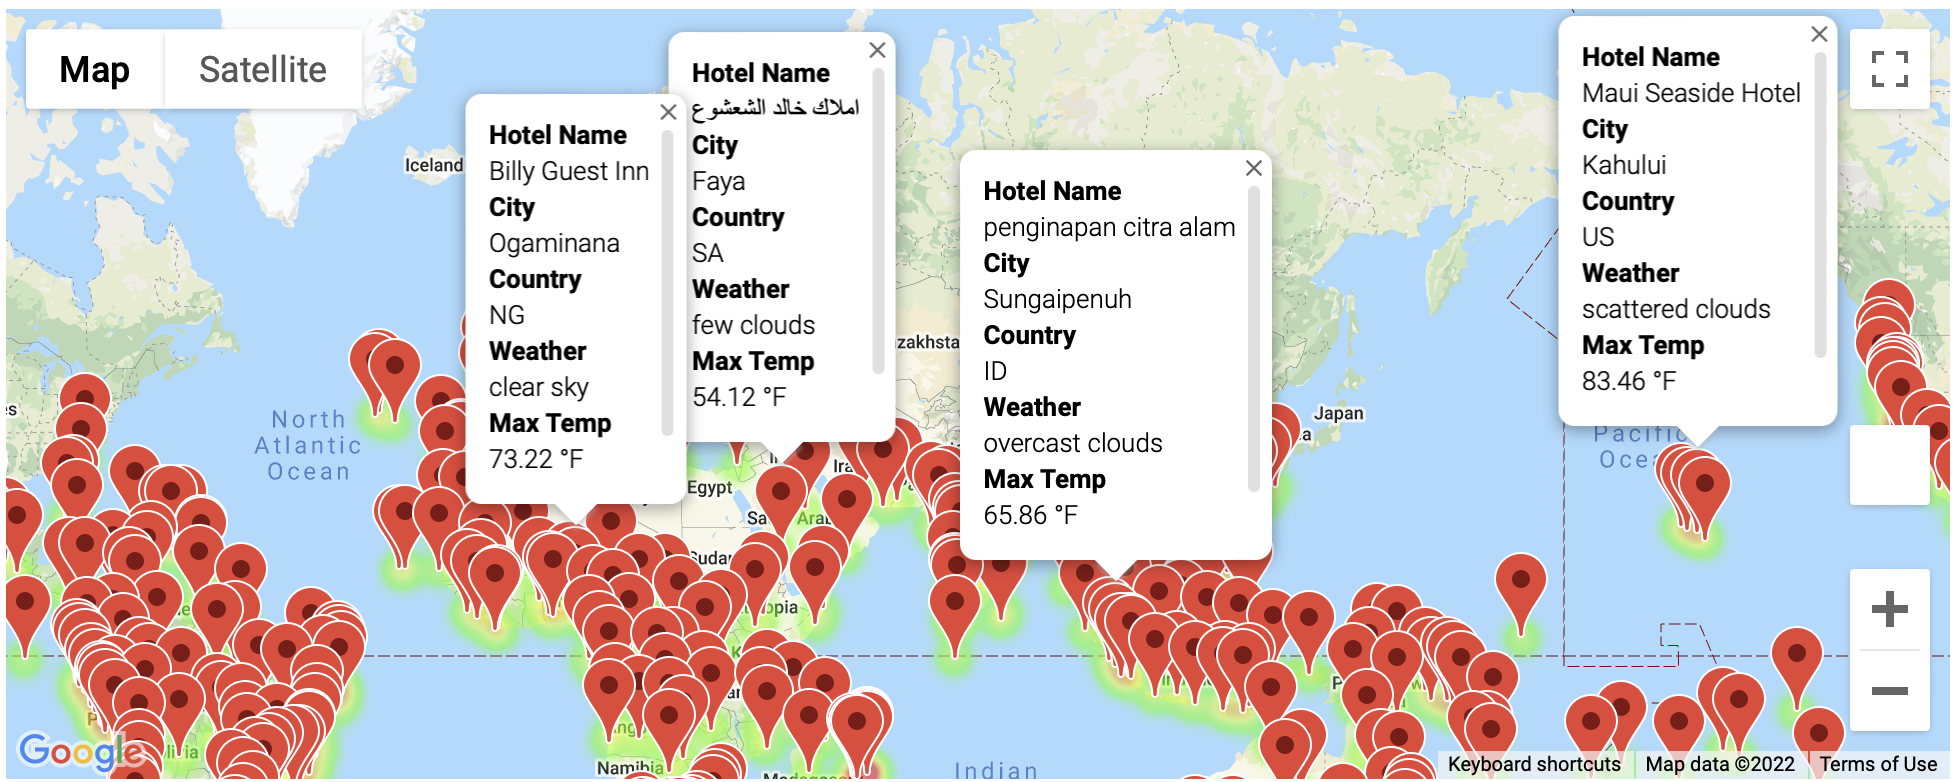 Map
Satellite
Iceland
North
Atlantic
Ocean
Hotel Name
Billy Guest Inn
City
Ogaminana
Country
NG
Weather
clear sky
Max Temp
73.22 °F
Hotel Name
املاك خالد الشعشوع
City
Faya
Country
SA
Weather
few clouds
Max Temp
54.12 °F
Hotel Name
penginapan citra alam
City
Sungaipenuh
Country
ID
Weather
overcast clouds
Max Temp
65.86 °F
Hotel Name
Maui Seaside Hotel
City
Kahului
Country
US
Weather
scattered clouds
Max Temp
83.46 °F
Japan
Pacific
Egypt
Namibia
Indian
Google
Keyboard shortcuts
Map data ©2022
Terms of Use